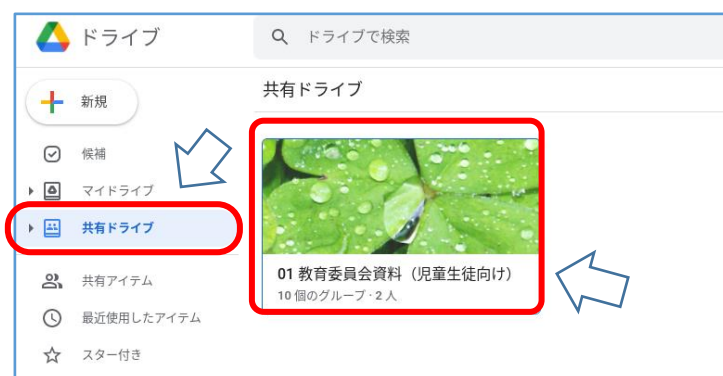 ドライブ
ドライブで検索
新規
候補
マイドライブ
共有ドライブ
共有アイテム
最近使用したアイテム
スター付き
共有ドライブ
01 教育委員会資料（児童生徒向け）
10 個のグループ · 2 人